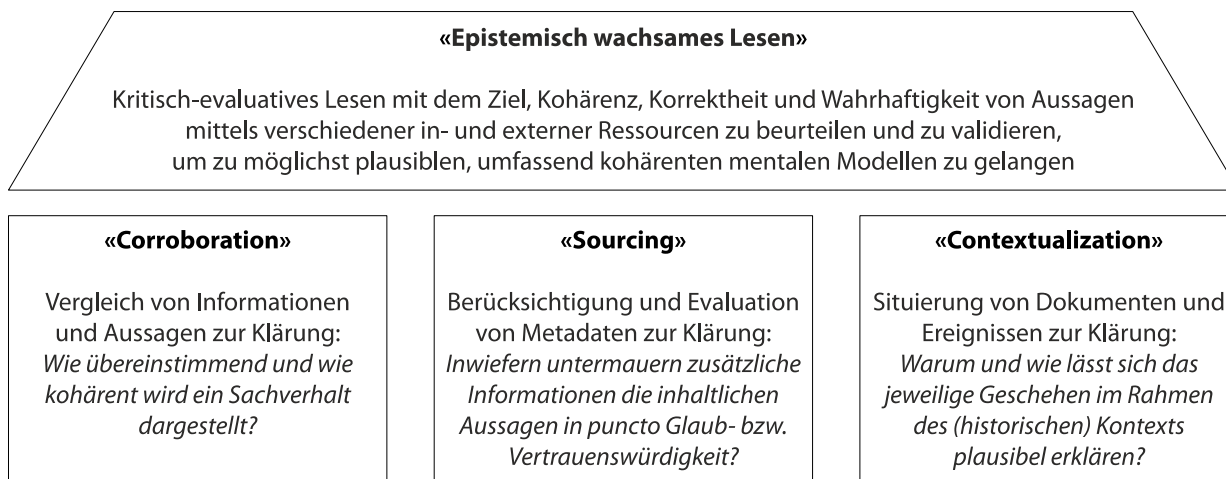 «Epistemisch wachsames Lesen»
Kritisch-evaluatives Lesen mit dem Ziel, Kohärenz, Korrektheit und Wahrhaftigkeit von Aussagen
mittels verschiedener in- und externer Ressourcen zu beurteilen und zu validieren,
um zu möglichst plausiblen, umfassend kohärenten mentalen Modellen zu gelangen
«Corroboration»
Vergleich von Informationen
und Aussagen zur Klärung:
Wie übereinstimmend und wie
kohärent wird ein Sachverhalt
dargestellt?
«Sourcing»
Berücksichtigung und Evaluation
von Metadaten zur Klärung:
Inwiefern untermauern zusätzliche
Informationen die inhaltlichen
Aussagen in puncto Glaub- bzw.
Vertrauenswürdigkeit?
«Contextualization»
Situierung von Dokumenten und
Ereignissen zur Klärung:
Warum und wie lässt sich das
jeweilige Geschehen im Rahmen
des (historischen) Kontexts
plausibel erklären?